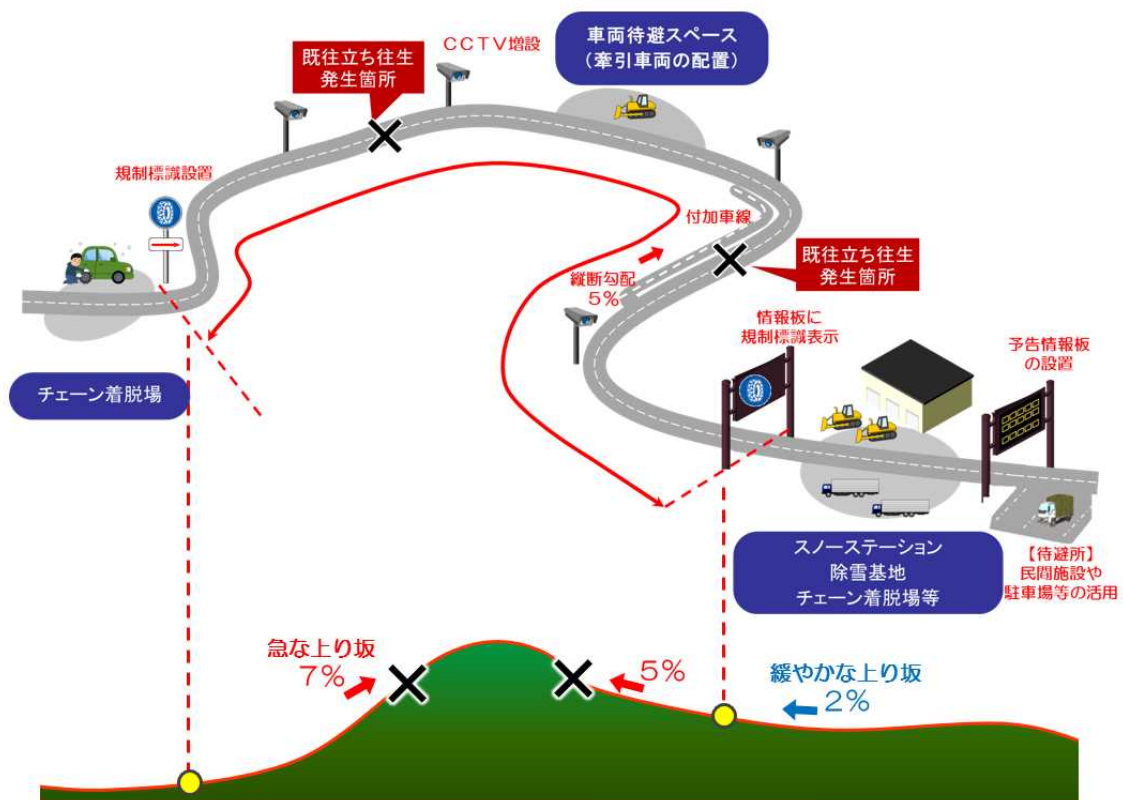 CCTV増設
車両待避スペース
（牽引車両の配置）
既往立ち往生
発生箇所
規制標識設置
付加車線
既往立ち往生
発生箇所
縦断勾配
5%
情報板に
規制標識表示
予告情報板
の設置
チェーン着脱場
スノーステーション
除雪基地
チェーン着脱場等
【待避所】
民間施設や
駐車場等の活用
急な上り坂
7%
5%
緩やかな上り坂
2%